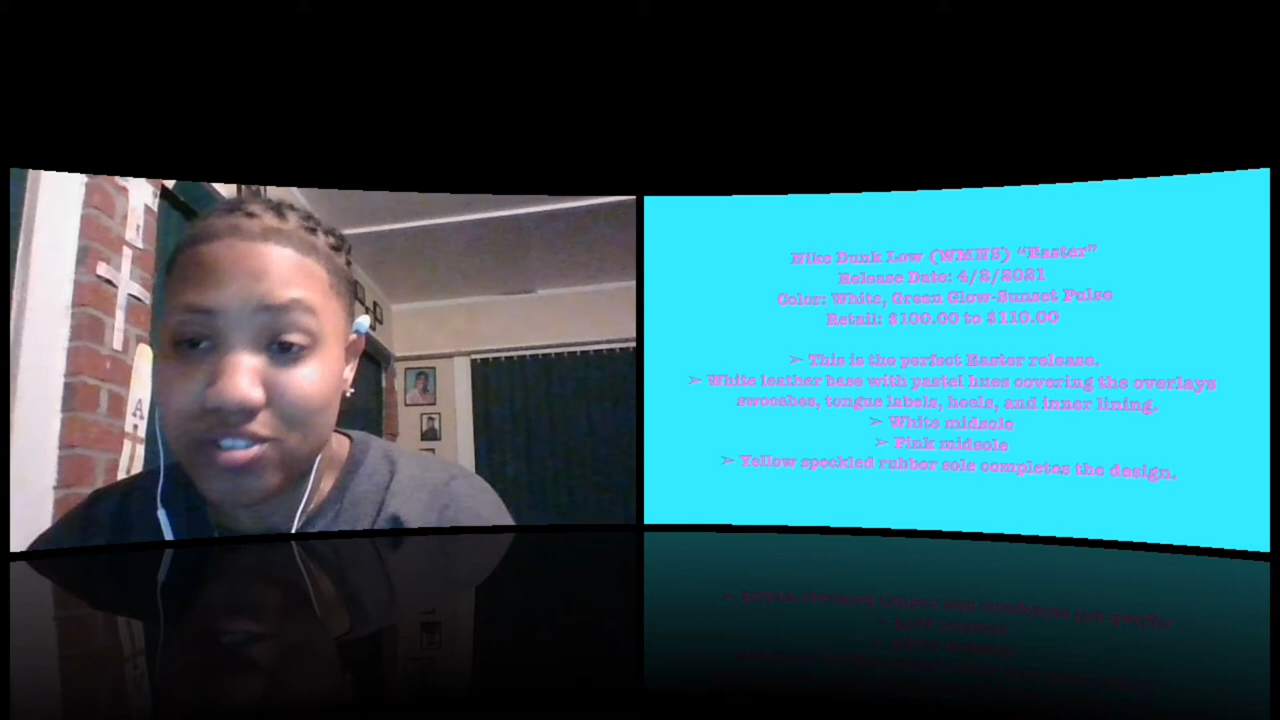 Nike Dunk Low (WMNS) “Easter”
Release Date: 4/2/2021
Color: White, Green Glow-Sunset Pulse
Retail: $100.00 to $110.00
➢ This is the perfect Easter release.
➢ White leather base with pastel hues covering the overlays
swooshes, tongue labels, heels, and inner lining.
➢ White midsole
➢ Pink midsole
➢ Yellow speckled rubber sole completes the design.